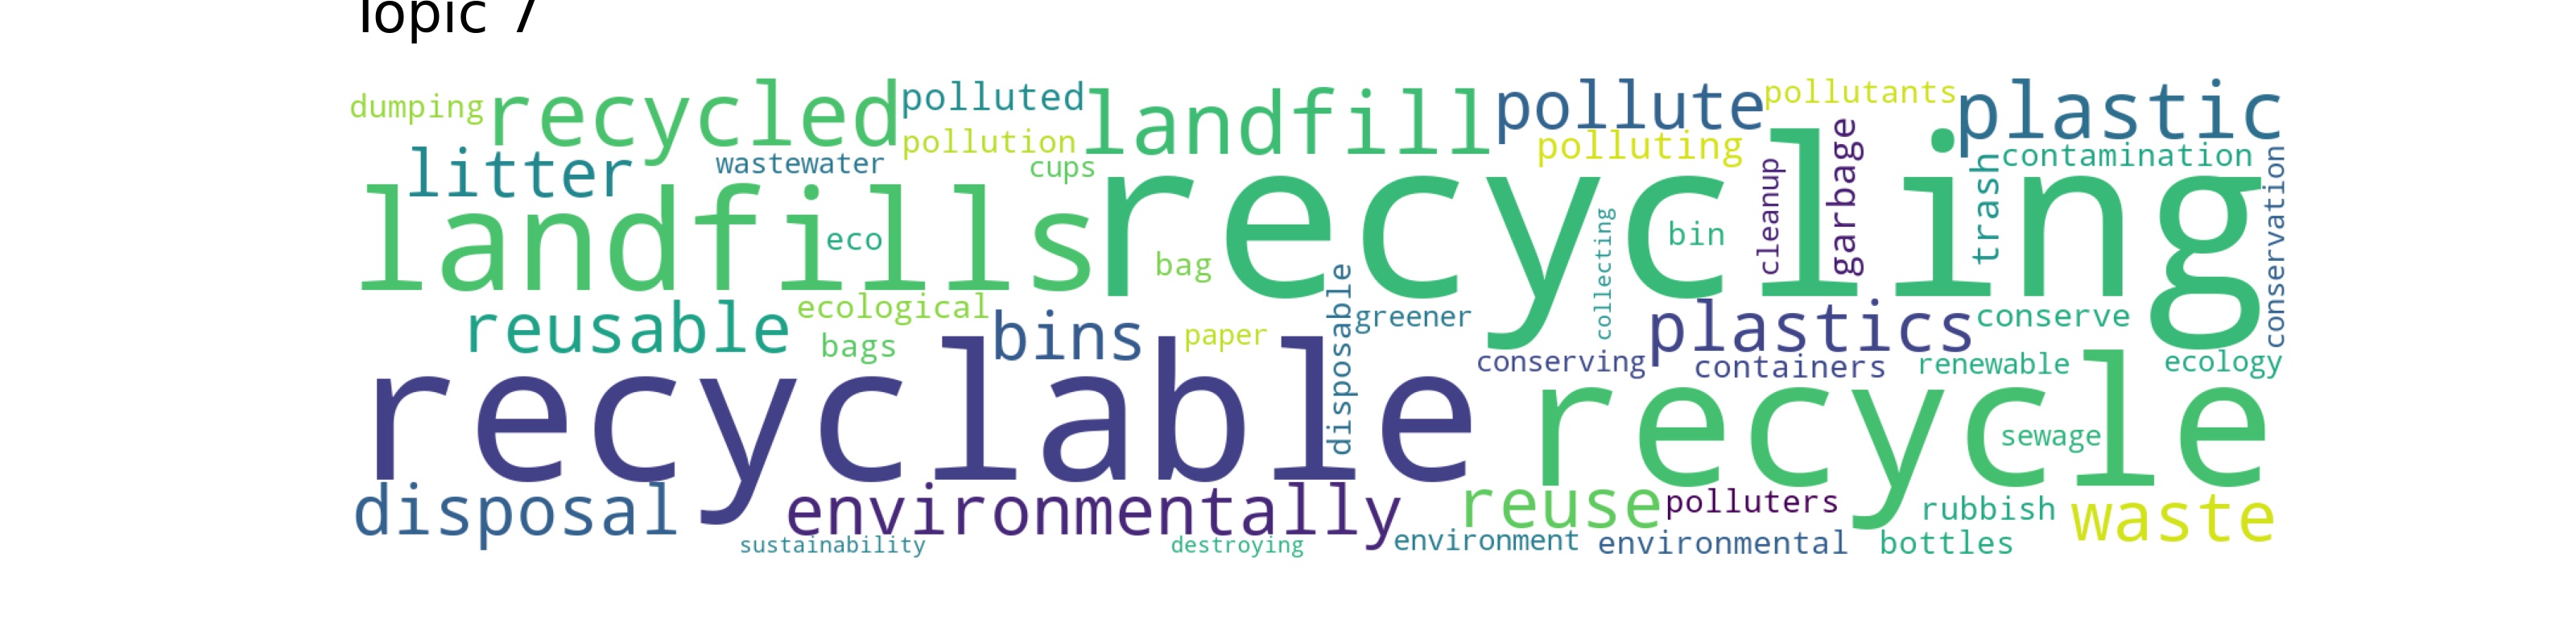 Topic 7
dumping
recycled
polluted
landfill
pollute
pollutants
plastic
pollution
polluting
litter
wastewater
cups
cleanup
garbage
trash
contamination
conservation
landfills
eco
recycling
bag
collecting
bin
reusable
ecological
bins
bags
paper
disposable
greener
plastics
conserve
conserving
containers
renewable
ecology
recyclable
recycle
sewage
disposal
environmentally
reuse
polluters
rubbish
waste
sustainability
destroying
environment
environmental
bottles